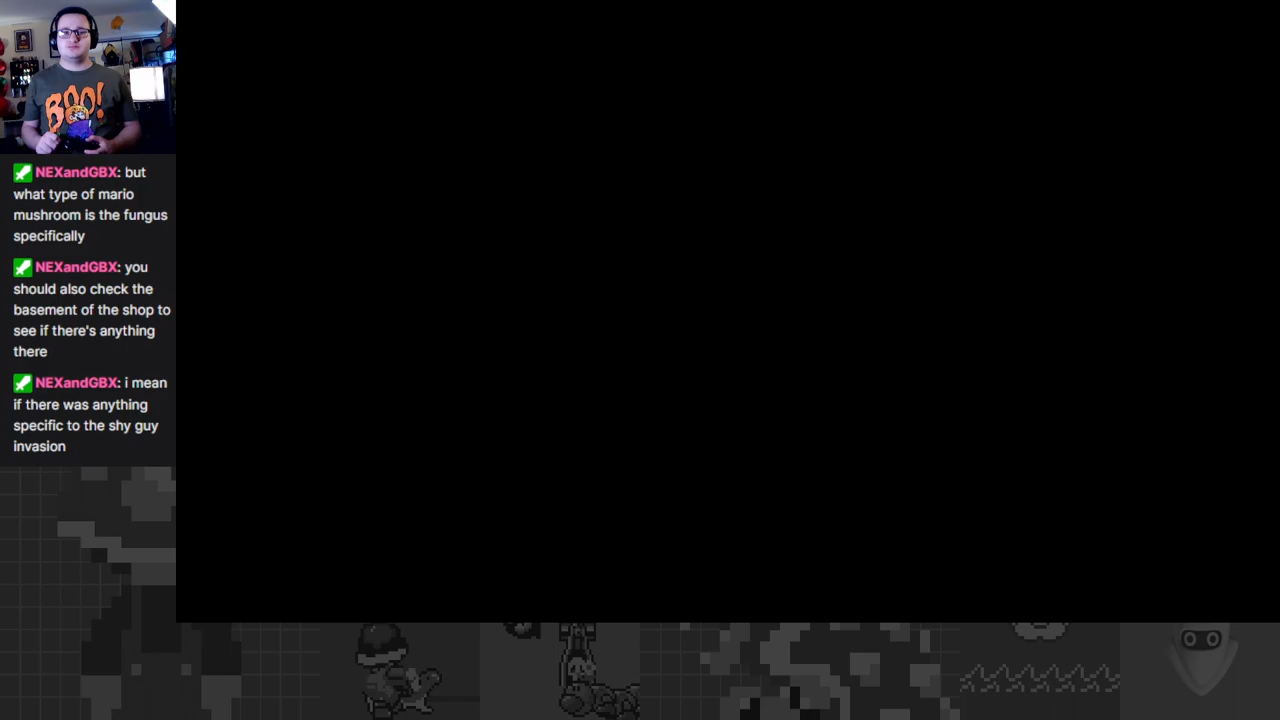 BOO!
NEXandGBX: but
what type of mario
mushroom is the fungus
specifically
NEXandGBX: you
should also check the
basement of the shop to
see if there's anything
there
NEXandGBX: i mean
if there was anything
specific to the shy guy
invasion